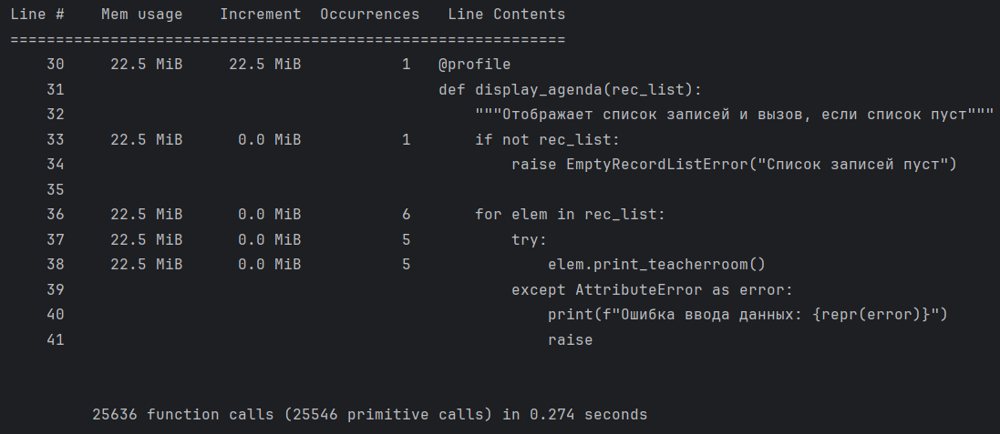 Line #    Mem usage    Increment  Occurrences   Line Contents
=============================================================
    30     22.5 MiB     22.5 MiB           1   @profile
    31                                         def display_agenda(rec_list):
    32                                             """Отображает список записей и вызов, если список пуст"""
    33     22.5 MiB      0.0 MiB           1       if not rec_list:
    34                                                 raise EmptyRecordListError("Список записей пуст")
    35
    36     22.5 MiB      0.0 MiB           6       for elem in rec_list:
    37     22.5 MiB      0.0 MiB           5           try:
    38     22.5 MiB      0.0 MiB           5               elem.print_teacherroom()
    39                                                 except AttributeError as error:
    40                                                     print(f"Ошибка ввода данных: {repr(error)}")
    41                                                     raise
         25636 function calls (25546 primitive calls) in 0.274 seconds